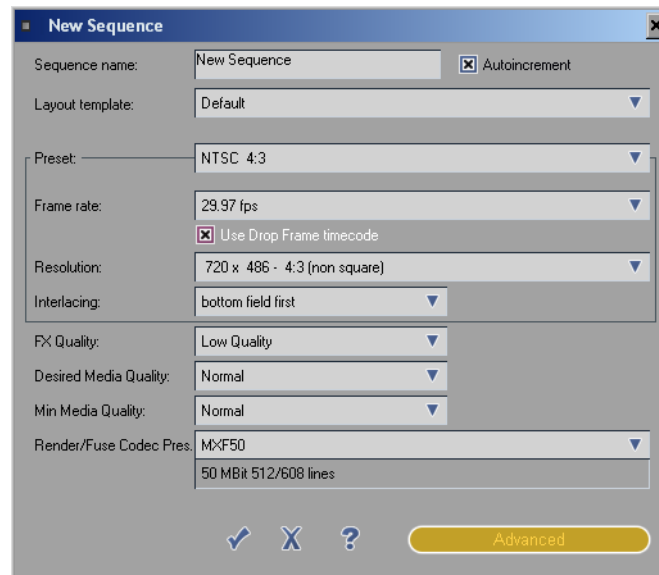 New Sequence
Sequence name: New Sequence Autoincrement
Layout template: Default
Preset: NTSC 4:3
Frame rate: 29.97 fps
Use Drop Frame timecode
Resolution: 720 x 486 - 4:3 (non square)
Interlacing: bottom field first
FX Quality: Low Quality
Desired Media Quality: Normal
Min Media Quality: Normal
Render/Fuse Codec Pres. MXF50
50 MBit 512/608 lines
Advanced